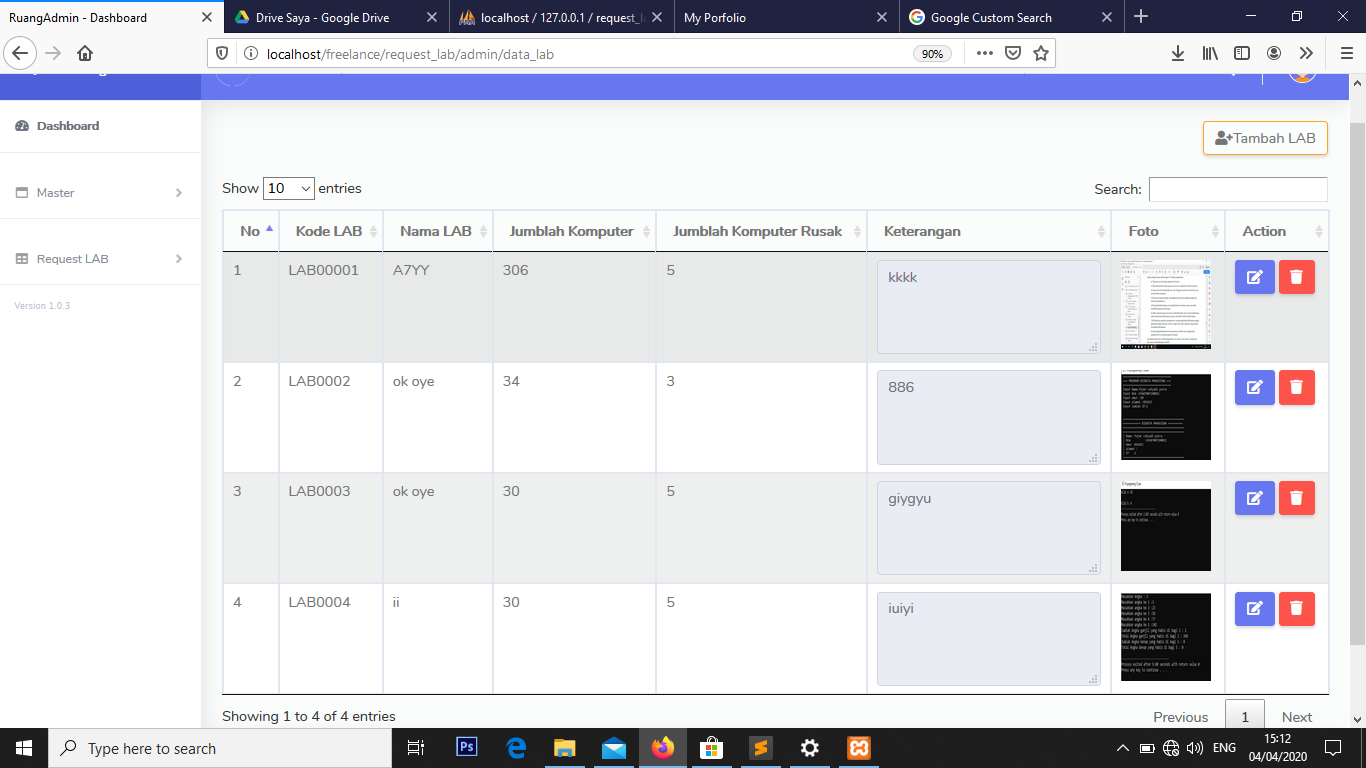 RuangAdmin - Dashboard
Drive Saya - Google Drive
localhost / 127.0.0.1 / request_l
My Porfolio
Google Custom Search
localhost/freelance/request_lab/admin/data_lab
90%
Dashboard
Master
Request LAB
Version 1.0.3
Tambah LAB
Show 10 entries
Search:
No Kode LAB Nama LAB Jumblah Komputer Jumblah Komputer Rusak Keterangan Foto Action
1 LAB00001 A7YY 306 5 kkkk
2 LAB0002 ok oye 34 3 886
3 LAB0003 ok oye 30 5 giygyu
4 LAB0004 ii 30 5 iuiyi
Showing 1 to 4 of 4 entries
Previous 1 Next
Type here to search
Ps
ENG
15:12
04/04/2020